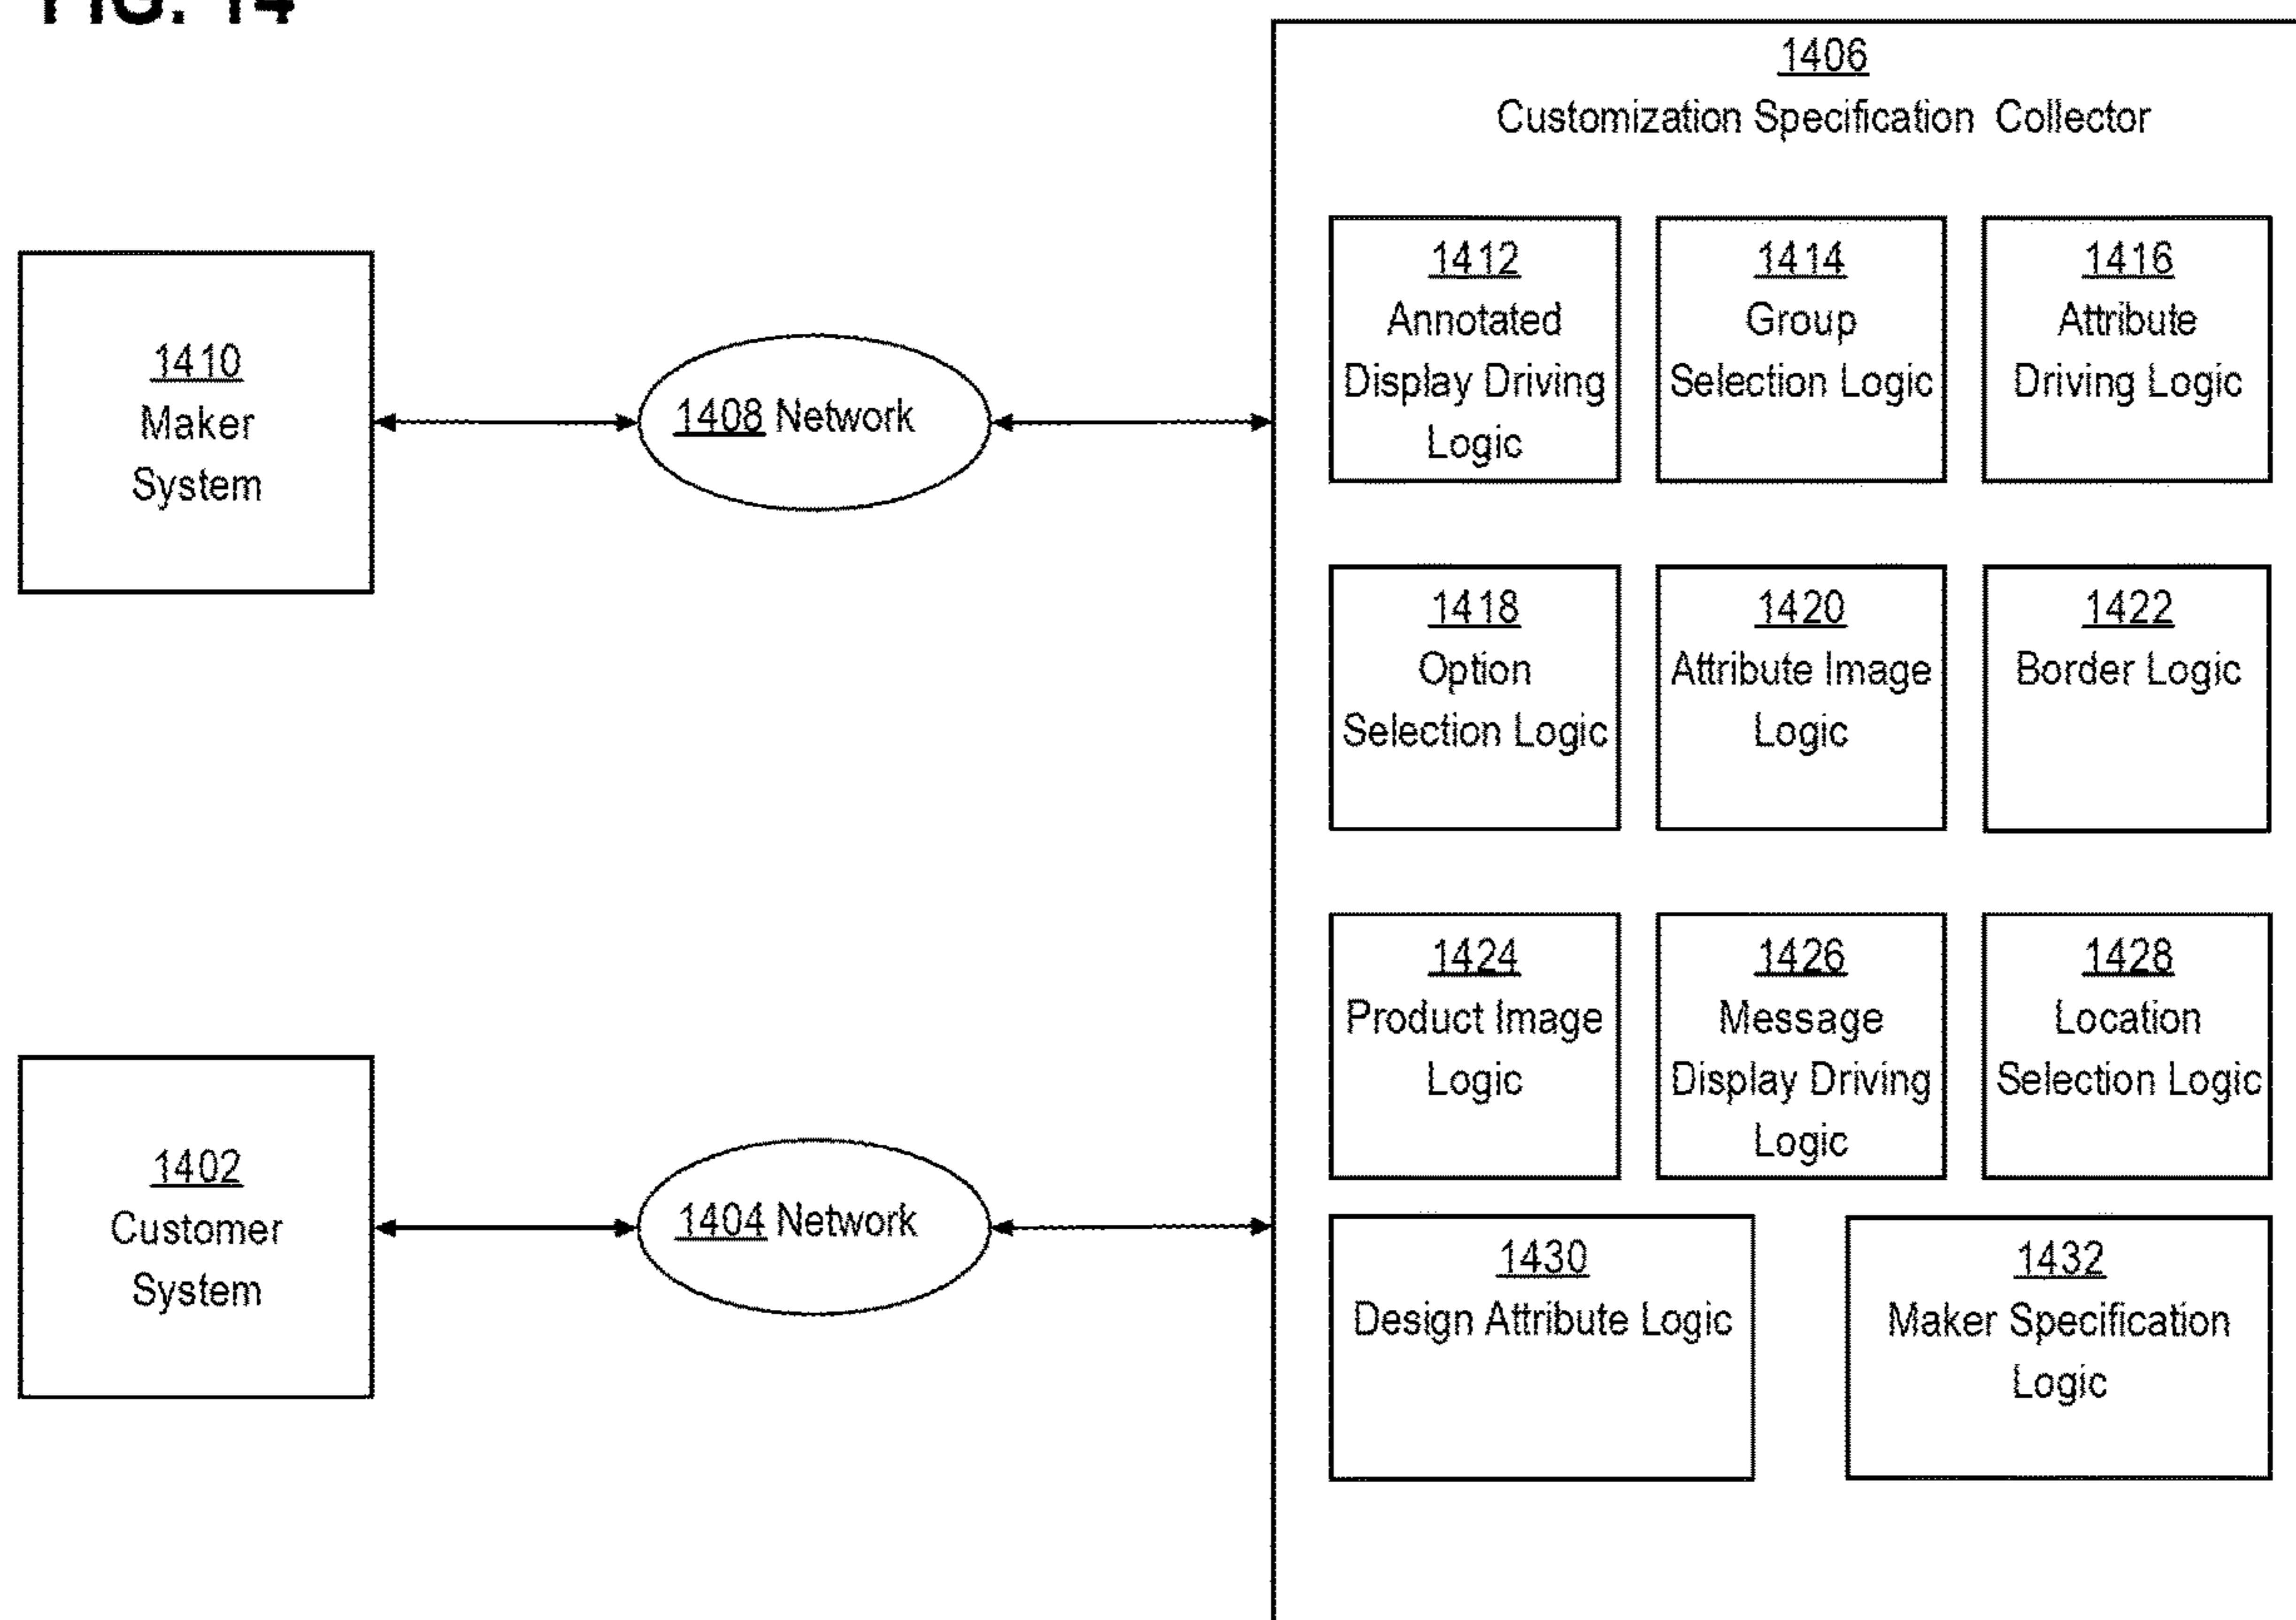 FIG. 14
1406
Customization Specification Collector
1412
Annotated
Display Driving
Logic
1414
Group
Selection Logic
1416
Attribute
Driving Logic
1410
Maker
System
1408 Network
1418
Option
Selection Logic
1420
Attribute Image
Logic
1422
Border Logic
1424
Product Image
Logic
1426
Message
Display Driving
Logic
1428
Location
Selection Logic
1402
Customer
System
1404 Network
1430
Design Attribute Logic
1432
Maker Specification
Logic